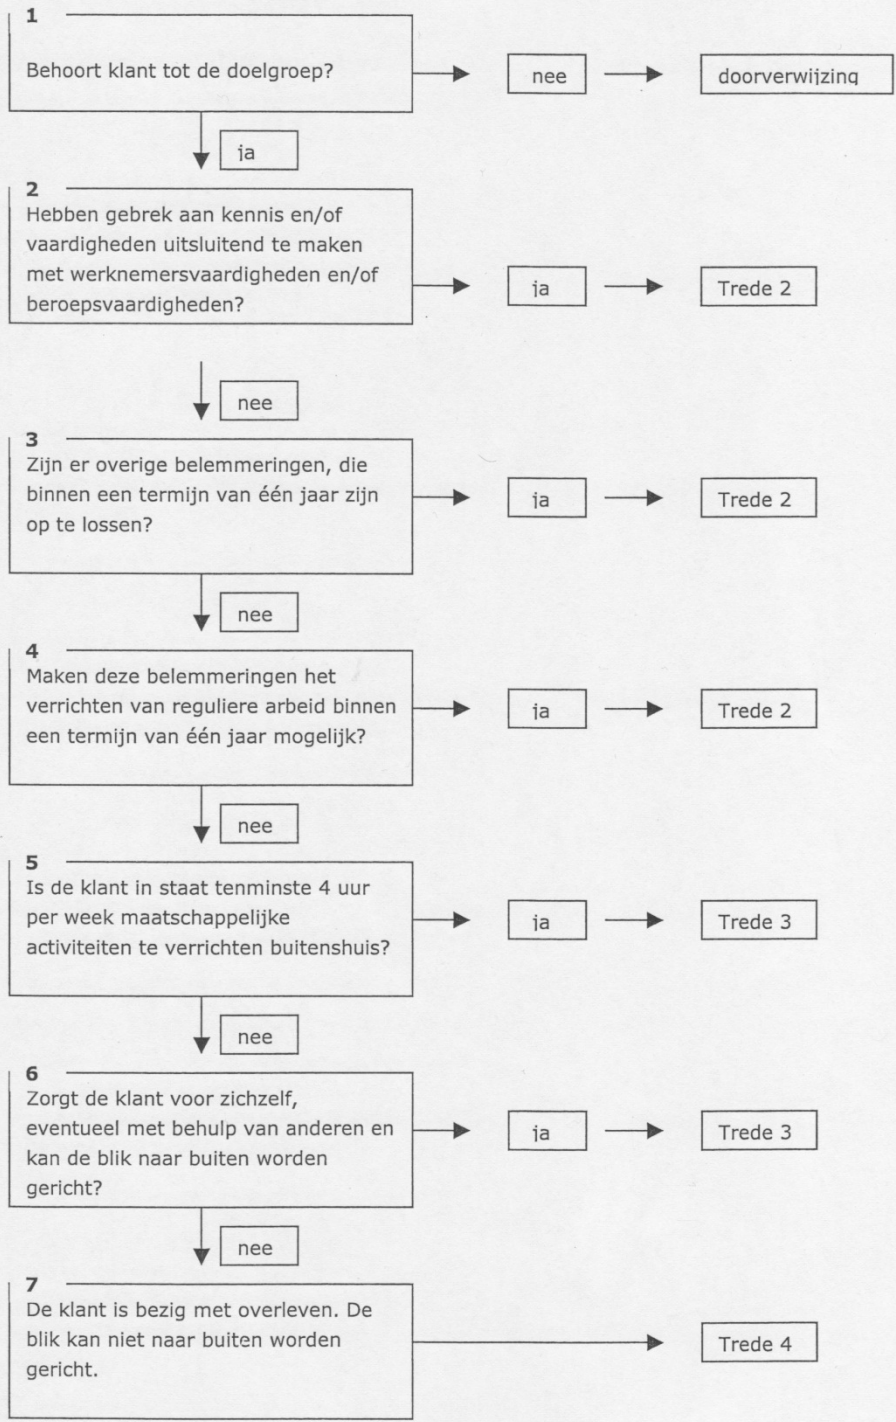 1
Behoort klant tot de doelgroep?
nee
doorverwijzing
ja
2
Hebben gebrek aan kennis en/of
vaardigheden uitsluitend te maken
met werknemersvaardigheden en/of
beroepsvaardigheden?
ja
Trede 2
nee
3
Zijn er overige belemmeringen, die
binnen een termijn van één jaar zijn
op te lossen?
ja
Trede 2
nee
4
Maken deze belemmeringen het
verrichten van reguliere arbeid binnen
een termijn van één jaar mogelijk?
ja
Trede 2
nee
5
Is de klant in staat tenminste 4 uur
per week maatschappelijke
activiteiten te verrichten buitenshuis?
ja
Trede 3
nee
6
Zorgt de klant voor zichzelf,
eventueel met behulp van anderen en
kan de blik naar buiten worden
gericht?
ja
Trede 3
nee
7
De klant is bezig met overleven. De
blik kan niet naar buiten worden
gericht.
Trede 4